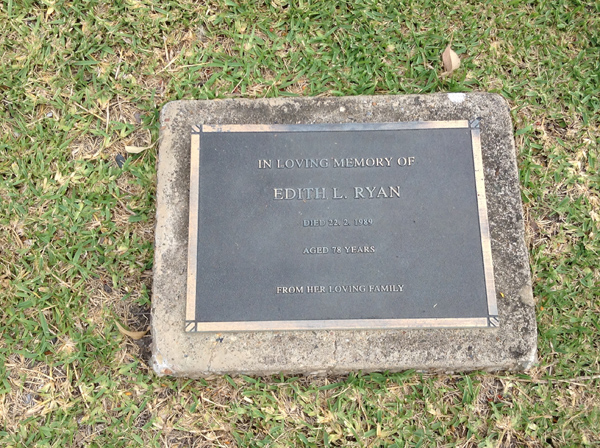 IN LOVING MEMORY OF
EDITH L. RYAN
DIED 22. 2. 1989
AGED 78 YEARS
FROM HER LOVING FAMILY